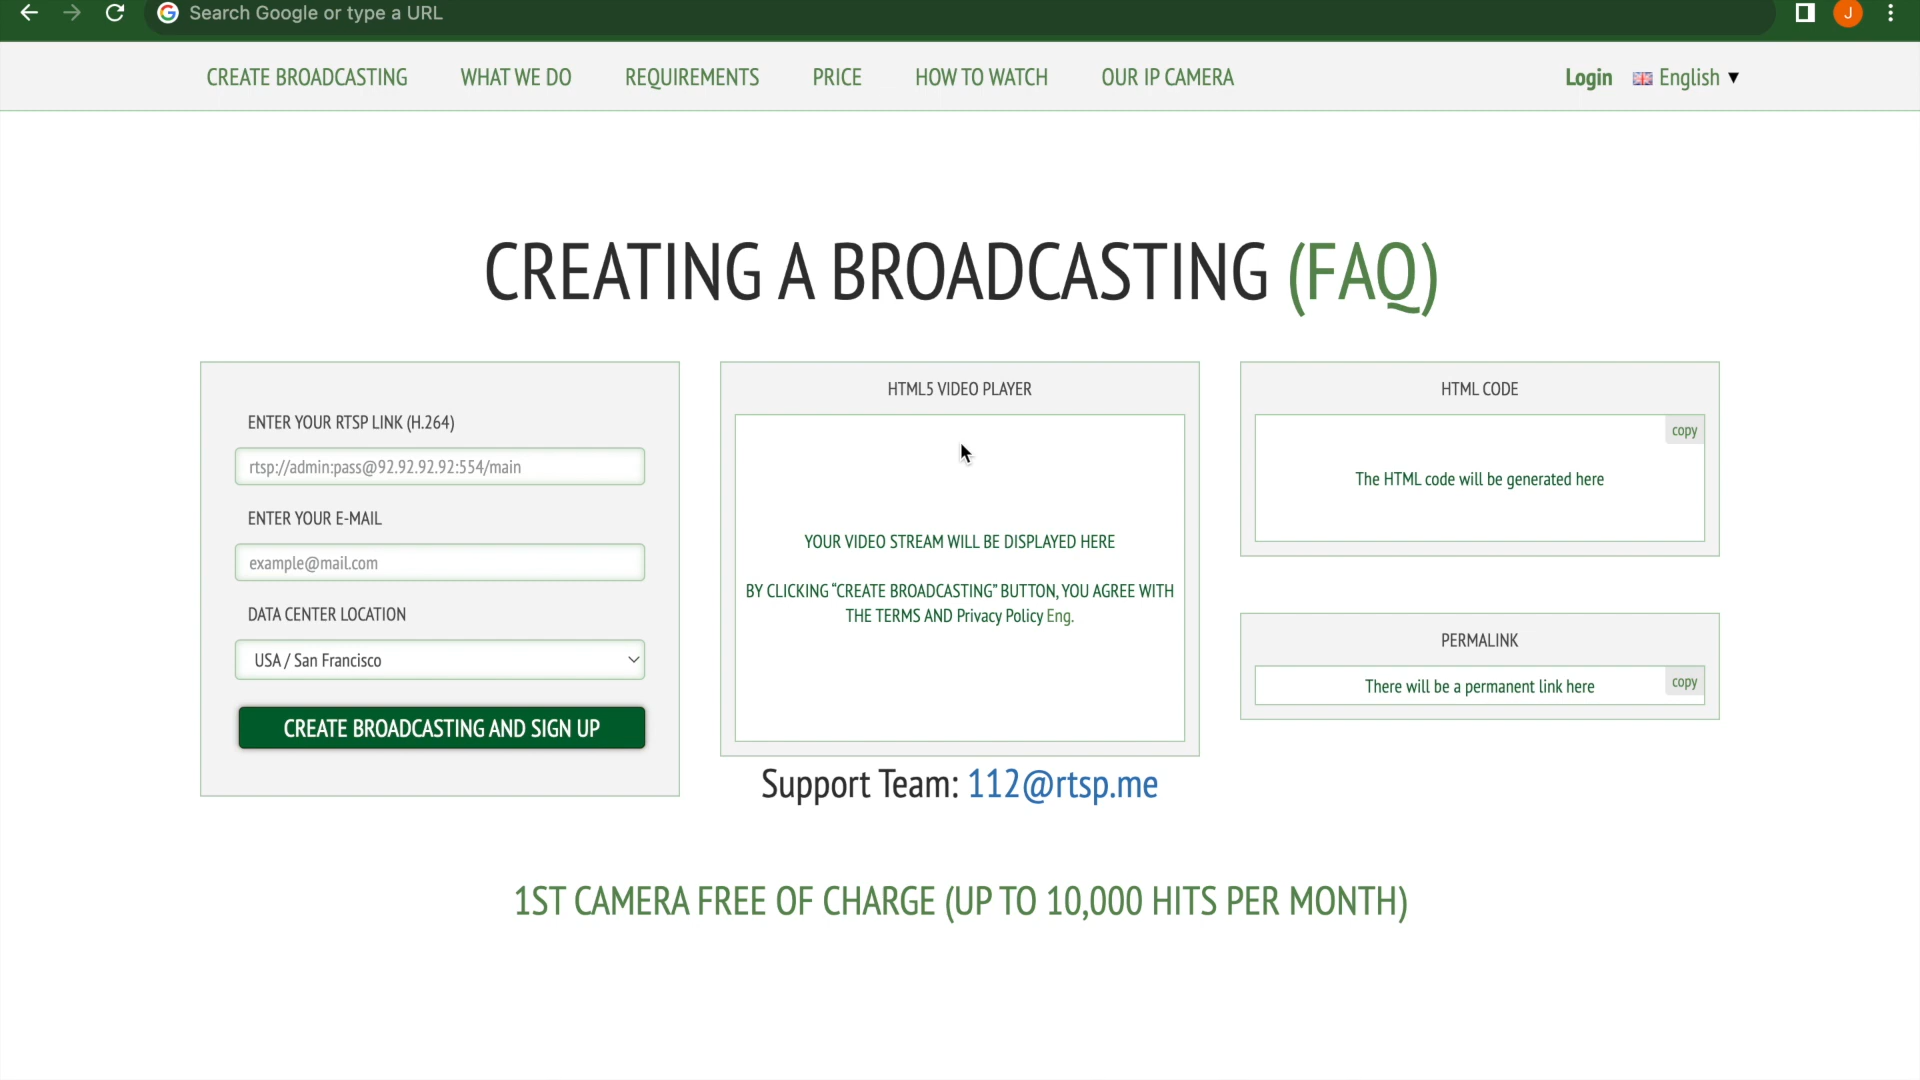 Search Google or type a URL
J
CREATE BROADCASTING
WHAT WE DO
REQUIREMENTS
PRICE
HOW TO WATCH
OUR IP CAMERA
Login
English ▼
CREATING A BROADCASTING (FAQ)
ENTER YOUR RTSP LINK (H.264)
rtsp://admin:pass@92.92.92.92:554/main
ENTER YOUR E-MAIL
example@mail.com
DATA CENTER LOCATION
USA / San Francisco
CREATE BROADCASTING AND SIGN UP
HTML5 VIDEO PLAYER
YOUR VIDEO STREAM WILL BE DISPLAYED HERE
BY CLICKING “CREATE BROADCASTING” BUTTON, YOU AGREE WITH
THE TERMS AND Privacy Policy Eng.
Support Team: 112@rtsp.me
HTML CODE
copy
The HTML code will be generated here
PERMALINK
There will be a permanent link here
copy
1ST CAMERA FREE OF CHARGE (UP TO 10,000 HITS PER MONTH)